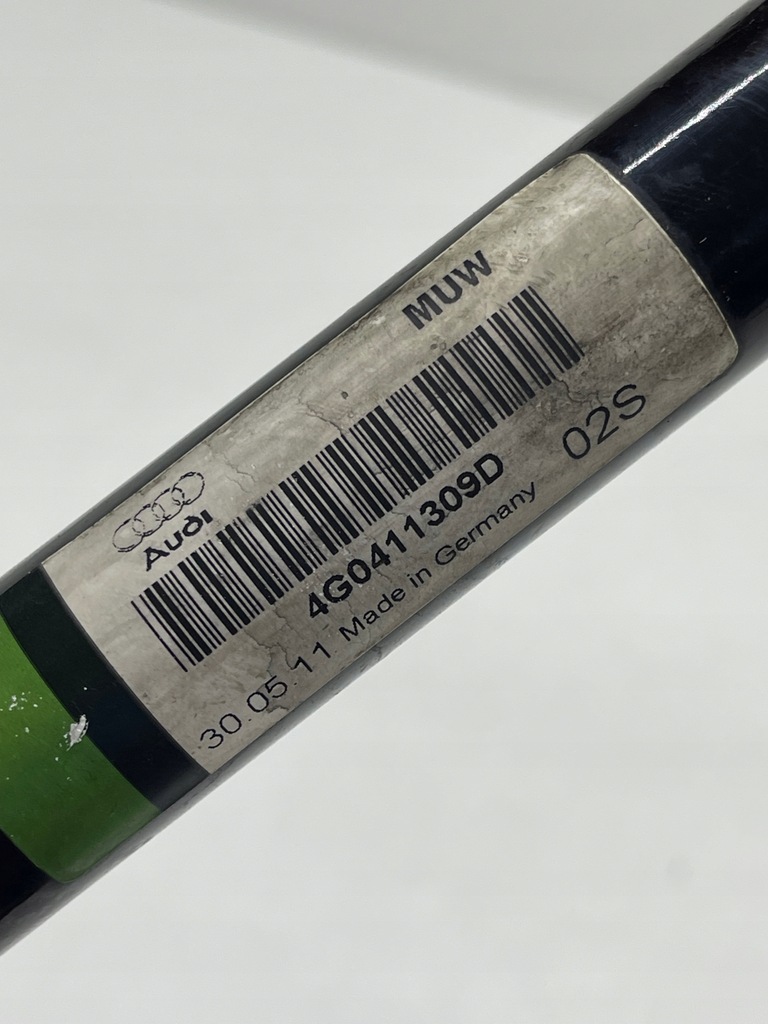 MUW
Audi
4G0411309D
30.05.11 Made in Germany
02S